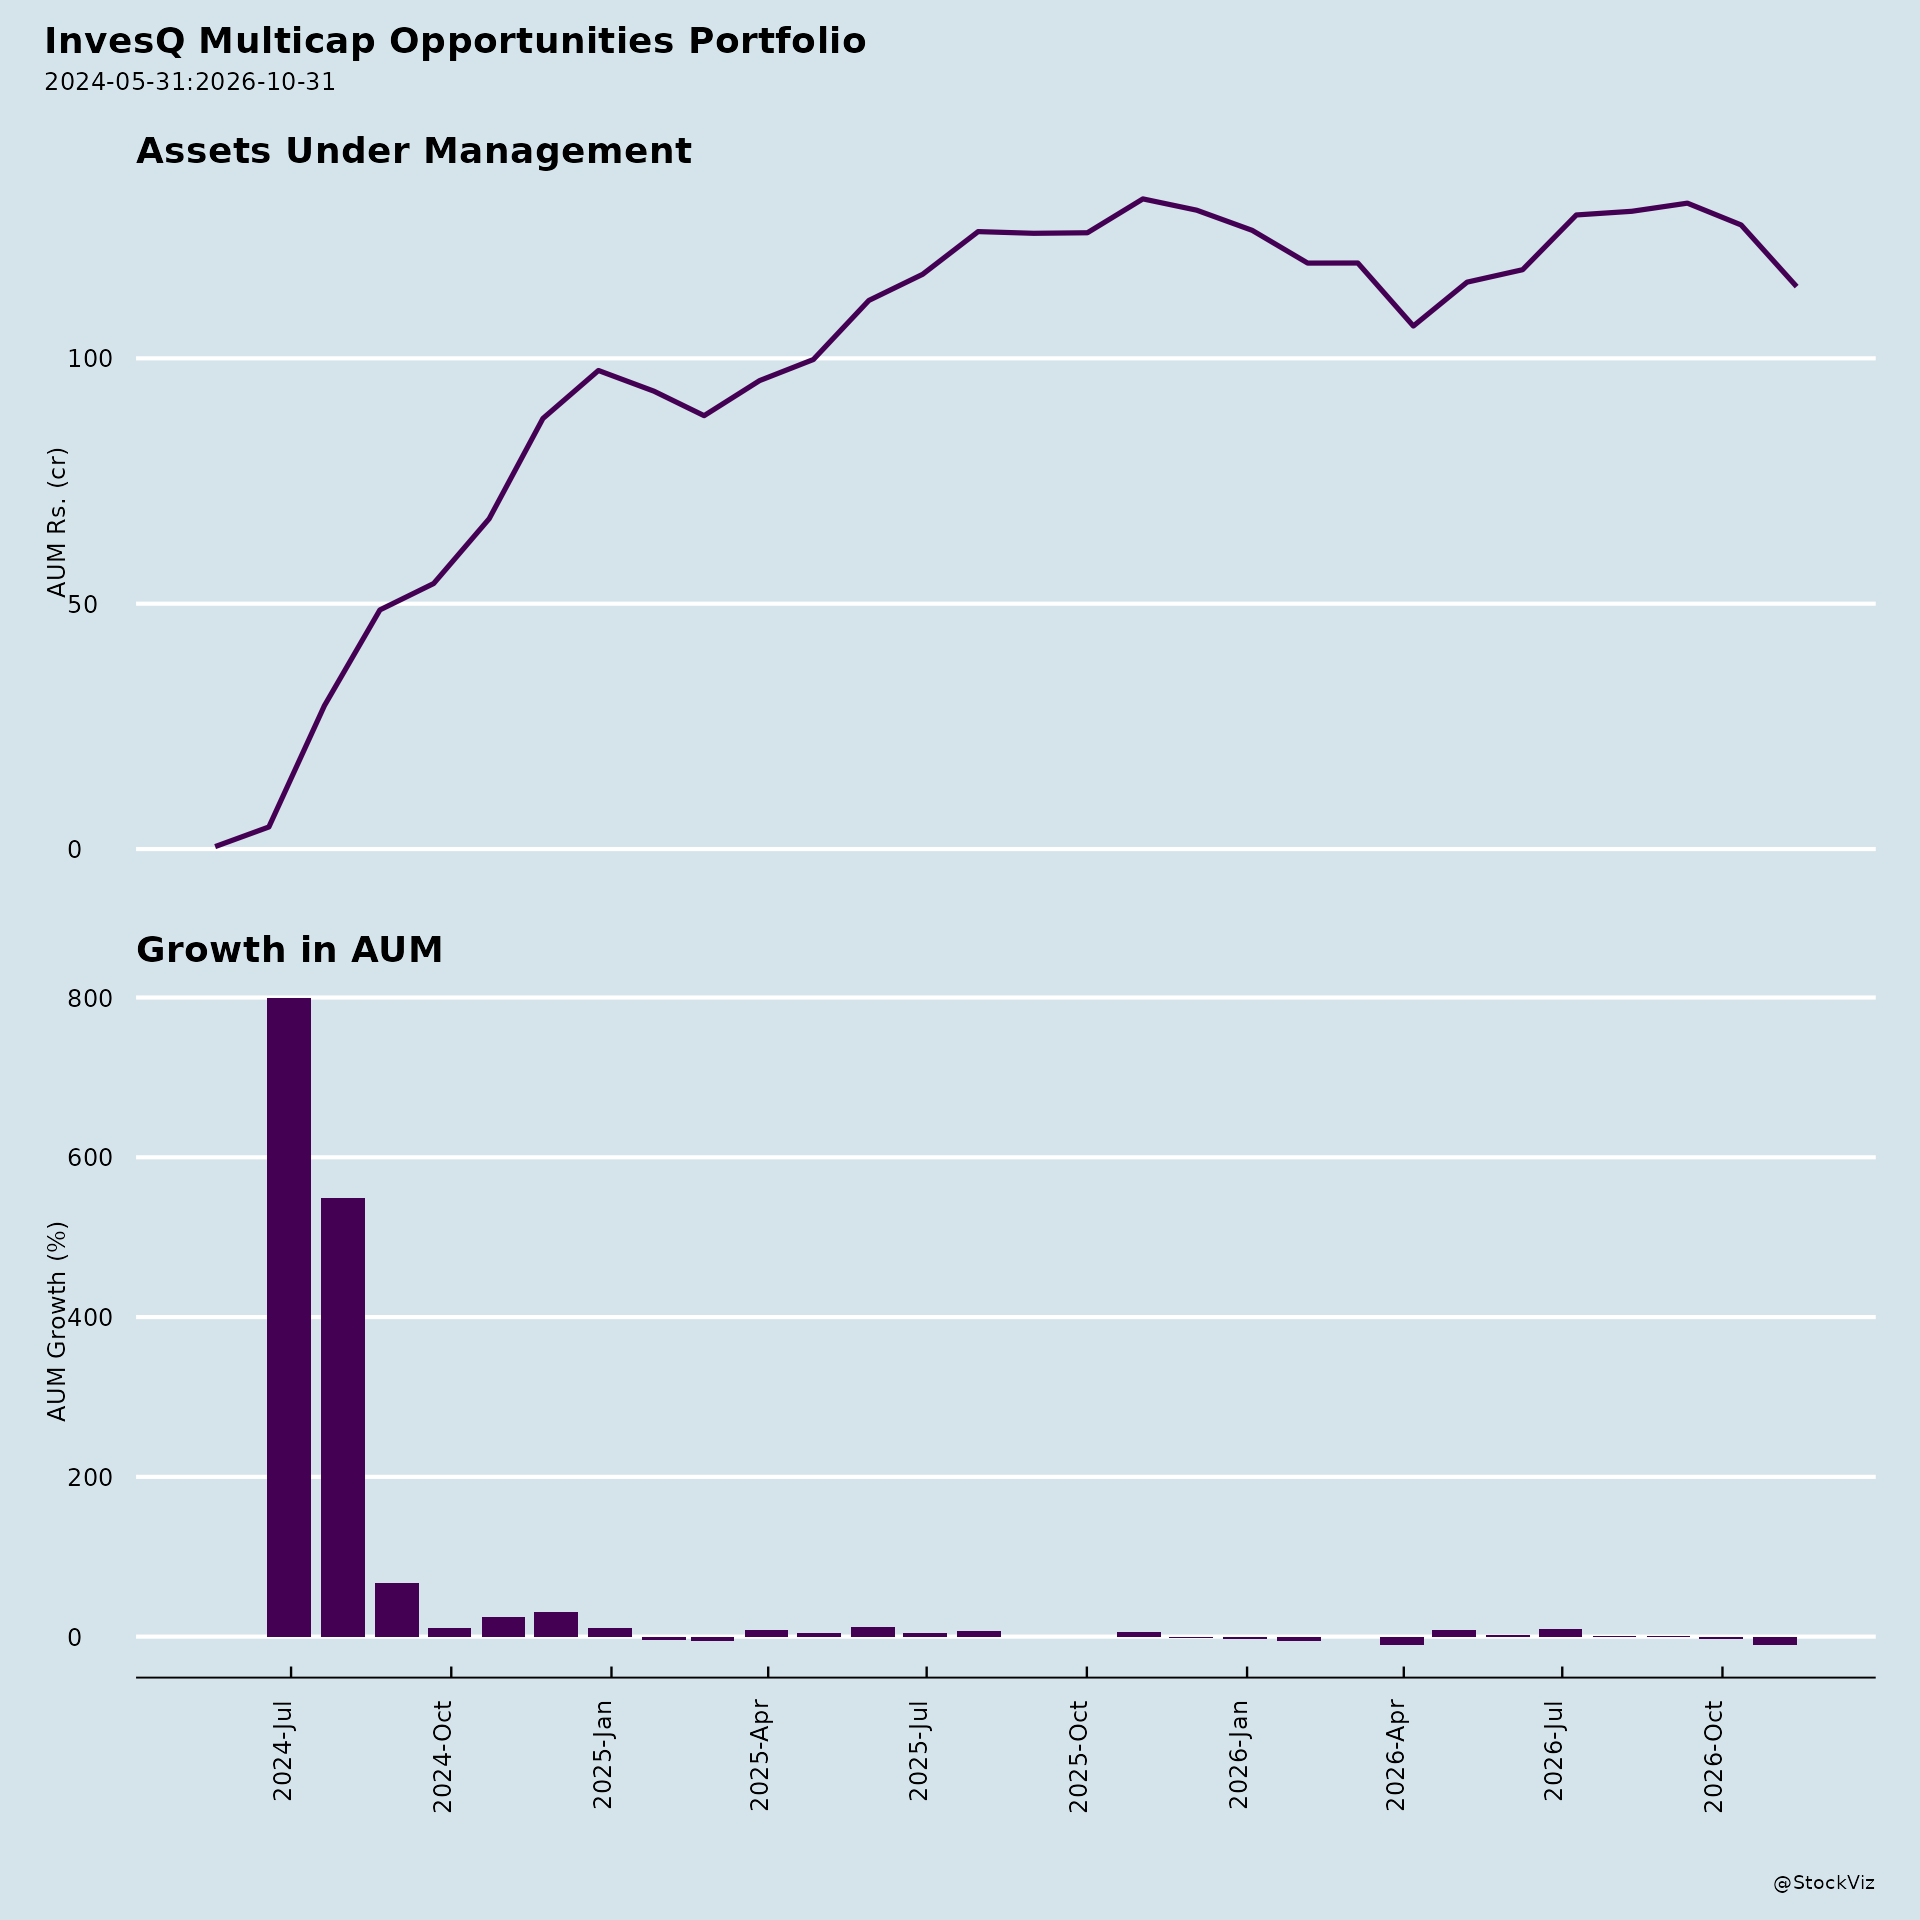 InvesQ Multicap Opportunities Portfolio
2024-05-31:2026-10-31
Assets Under Management
AUM Rs. (cr)
100
50
0
Growth in AUM
AUM Growth (%)
800
600
400
200
0
2024-Jul
2024-Oct
2025-Jan
2025-Apr
2025-Jul
2025-Oct
2026-Jan
2026-Apr
2026-Jul
2026-Oct
@StockViz